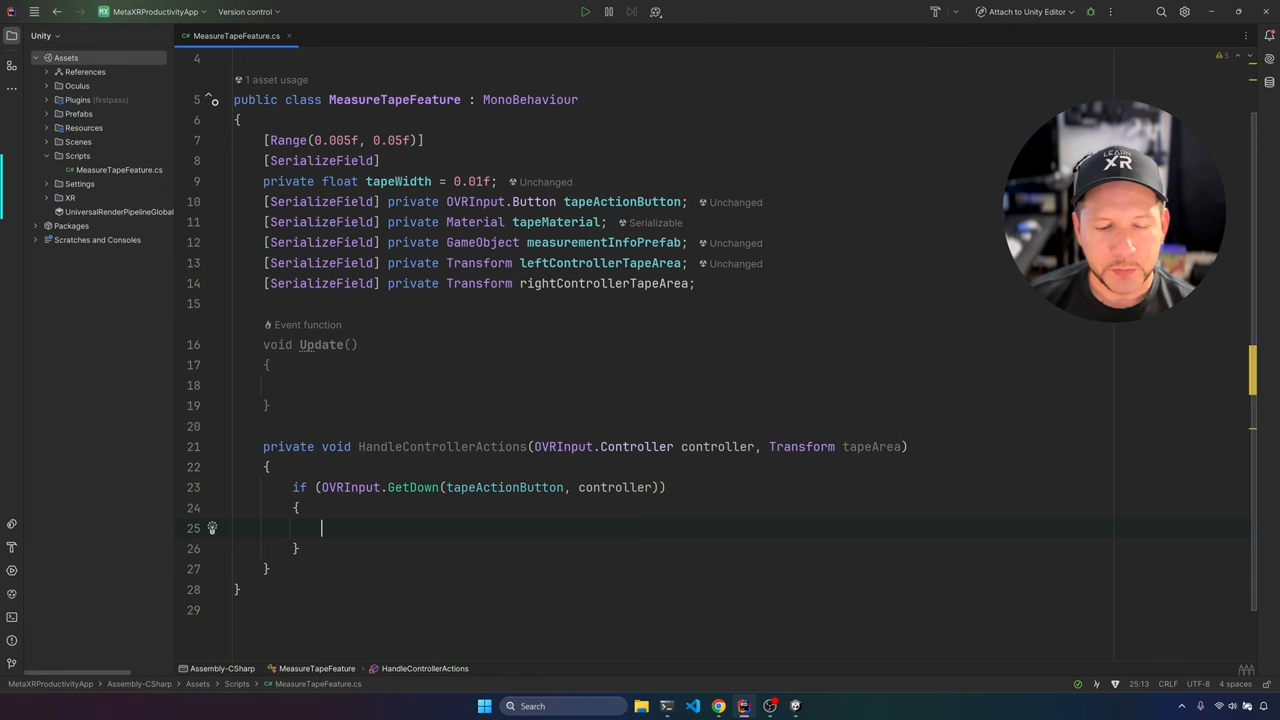 MX MetaXRProductivityApp Version control Attach to Unity Editor
Unity MeasureTapeFeature.cs
Assets
References
Oculus
Plugins (firstpass)
Prefabs
Resources
Scenes
Scripts
MeasureTapeFeature.cs
Settings
XR
UniversalRenderPipelineGlobal
Packages
Scratches and Consoles
5
4
1 asset usage
5 public class MeasureTapeFeature : MonoBehaviour
6 {
7 [Range(0.005f, 0.05f)]
8 [SerializeField]
9 private float tapeWidth = 0.01f; Unchanged
10 [SerializeField] private OVRInput.Button tapeActionButton; Unchanged
11 [SerializeField] private Material tapeMaterial; Serializable
12 [SerializeField] private GameObject measurementInfoPrefab; Unchanged
13 [SerializeField] private Transform leftControllerTapeArea; Unchanged
14 [SerializeField] private Transform rightControllerTapeArea;
15
Event function
16 void Update()
17 {
18
19 }
20
21 private void HandleControllerActions(OVRInput.Controller controller, Transform tapeArea)
22 {
23 if (OVRInput.GetDown(tapeActionButton, controller))
24 {
25
26 }
27 }
28 }
29
LEARN
XR
Assembly-CSharp MeasureTapeFeature HandleControllerActions
MetaXRProductivityApp Assembly-CSharp Assets Scripts C# MeasureTapeFeature.cs 25:13 CRLF UTF-8 4 spaces
Search